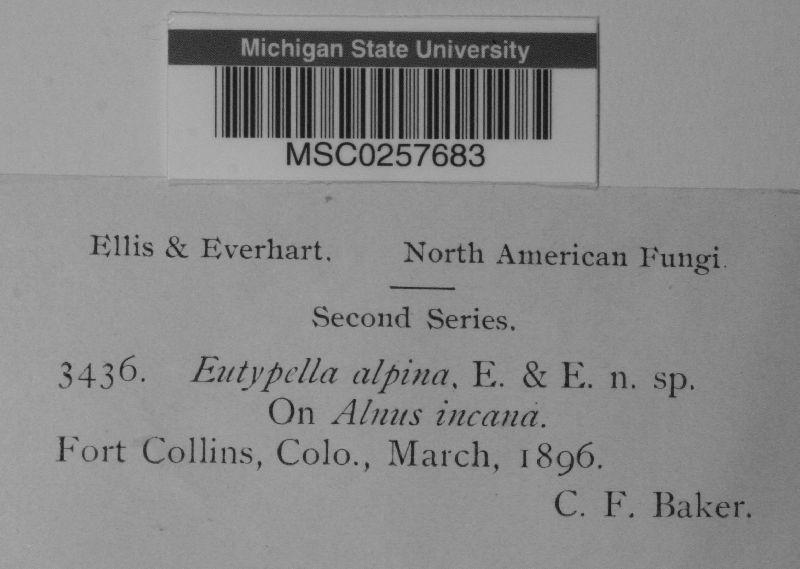 Michigan State University
MSC0257683
Ellis & Everhart. North American Fungi.
Second Series.
3436. Eutypella alpina, E. & E. n. sp.
On Alnus incana.
Fort Collins, Colo., March, 1896.
C. F. Baker.